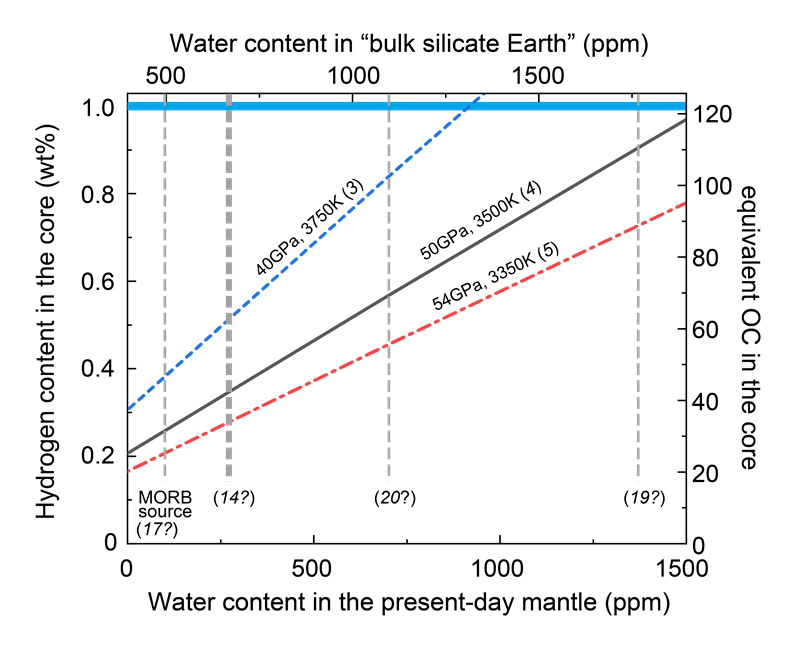 Water content in “bulk silicate Earth” (ppm)
500 1000 1500
Hydrogen content in the core (wt%)
1.0
0.8
0.6
0.4
0.2
0
40GPa, 3750K (3)
50GPa, 3500K (4)
54GPa, 3350K (5)
MORB
source
(17?)
(14?)
(20?)
(19?)
120
100
80
60
40
20
0
equivalent OC in the core
0 500 1000 1500
Water content in the present-day mantle (ppm)